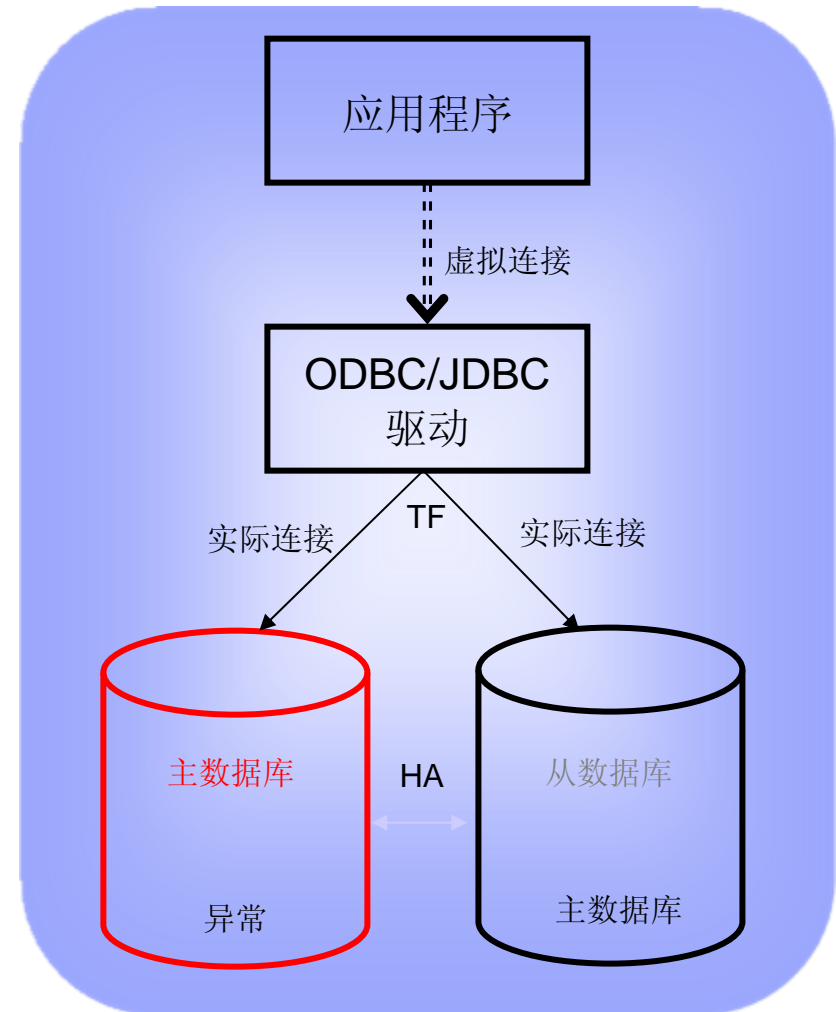 应用程序
虚拟连接
ODBC/JDBC
驱动
TF
实际连接
实际连接
主数据库
HA
从数据库
异常
主数据库